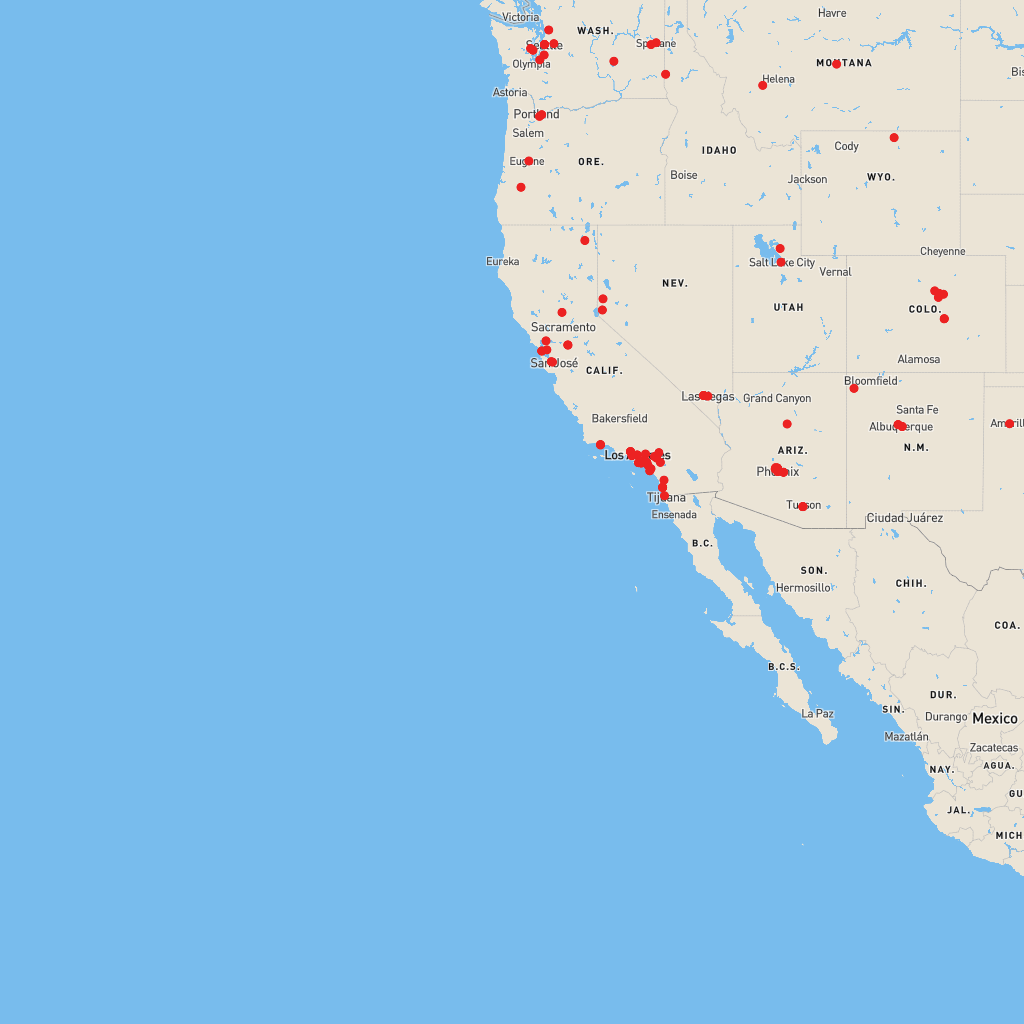 Havre
Victoria
WASH.
Seattle
Spokane
MONTANA
Olympia
Helena
Bis
Astoria
Portland
Salem
Cody
IDAHO
Eugene
ORE.
Boise
Jackson
WYO.
Cheyenne
Eureka
Salt Lake City
Vernal
NEV.
UTAH
COLO.
Sacramento
San José
CALIF.
Alamosa
Bloomfield
Las Vegas
Grand Canyon
Santa Fe
Bakersfield
Albuquerque
Amarill
ARIZ.
N.M.
Los Angeles
Phoenix
Tijuana
Tucson
Ensenada
Ciudad Juárez
B.C.
SON.
CHIH.
Hermosillo
COA.
B.C.S.
DUR.
SIN.
La Paz
Durango
Mexico
Mazatlán
Zacatecas
NAY.
AGUA.
GU
JAL.
MICH